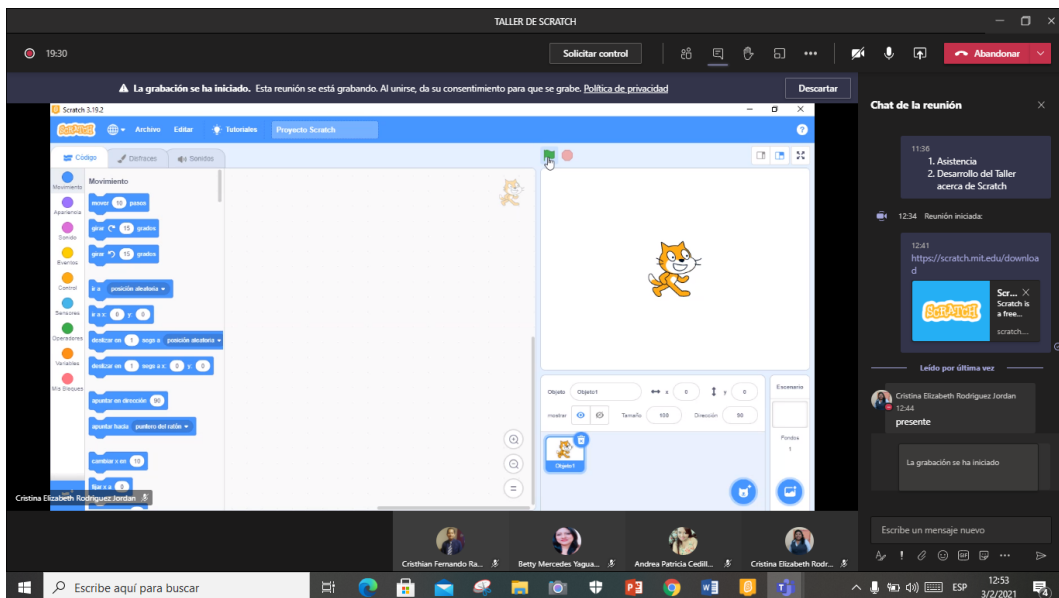 TALLER DE SCRATCH
19:30
Solicitar control
Abandonar
La grabación se ha iniciado. Esta reunión se está grabando. Al unirse, da su consentimiento para que se grabe. Política de privacidad
Descartar
Scratch 3.19.2
SCRATCH
Archivo
Editar
Tutoriales
Proyecto Scratch
Código
Disfraces
Sonidos
Movimiento
Apariencia
Sonido
Eventos
Control
Sensores
Operadores
Variables
Mis Bloques
Movimiento
mover 10 pasos
girar 15 grados
girar 15 grados
ir a posición aleatoria
ir a x: 0 y: 0
deslizar en 1 segs a posición aleatoria
deslizar en 1 segs a x: 0 y: 0
apuntar en dirección 90
apuntar hacia puntero del ratón
cambiar x en 10
fijar x a 0
Cristina Elizabeth Rodriguez Jordan
Objeto
Objeto1
x 0
y 0
mostrar
Tamaño 100
Dirección 90
Objeto1
Escenario
Fondos
1
Cristhian Fernando Ra...
Betty Mercedes Yagua...
Andrea Patricia Cedill...
Cristina Elizabeth Rodr...
Chat de la reunión
11:36
1. Asistencia
2. Desarrollo del Taller
acerca de Scratch
12:34 Reunión iniciada:
12:41
https://scratch.mit.edu/downloa
d
SCRATCH
Scr...
Scratch is
a free...
scratch....
Leído por última vez
Cristina Elizabeth Rodriguez Jordan
12:44
presente
La grabación se ha iniciado
Escribe un mensaje nuevo
GIF
Escribe aquí para buscar
ESP
12:53
3/2/2021